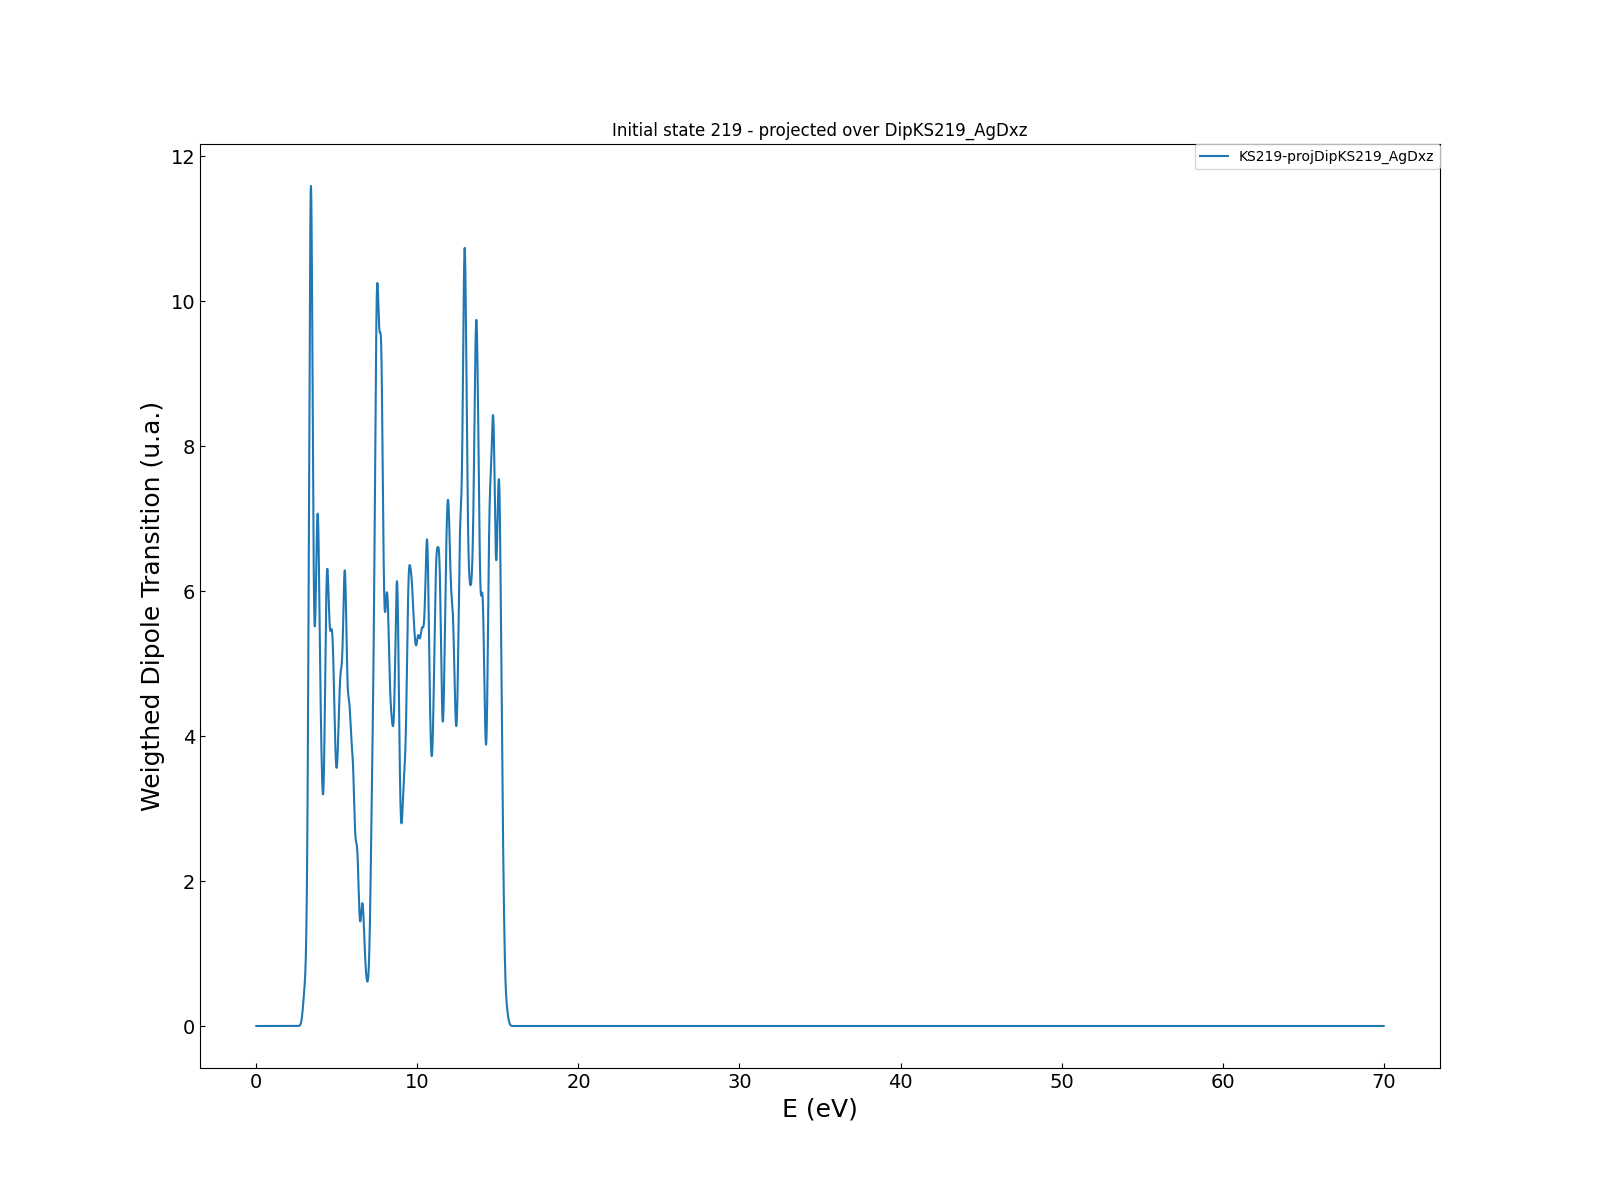 Initial state 219 - projected over DipKS219_AgDxz
KS219-projDipKS219_AgDxz
Weigthed Dipole Transition (u.a.)
12
10
8
6
4
2
0
0 10 20 30 40 50 60 70
E (eV)